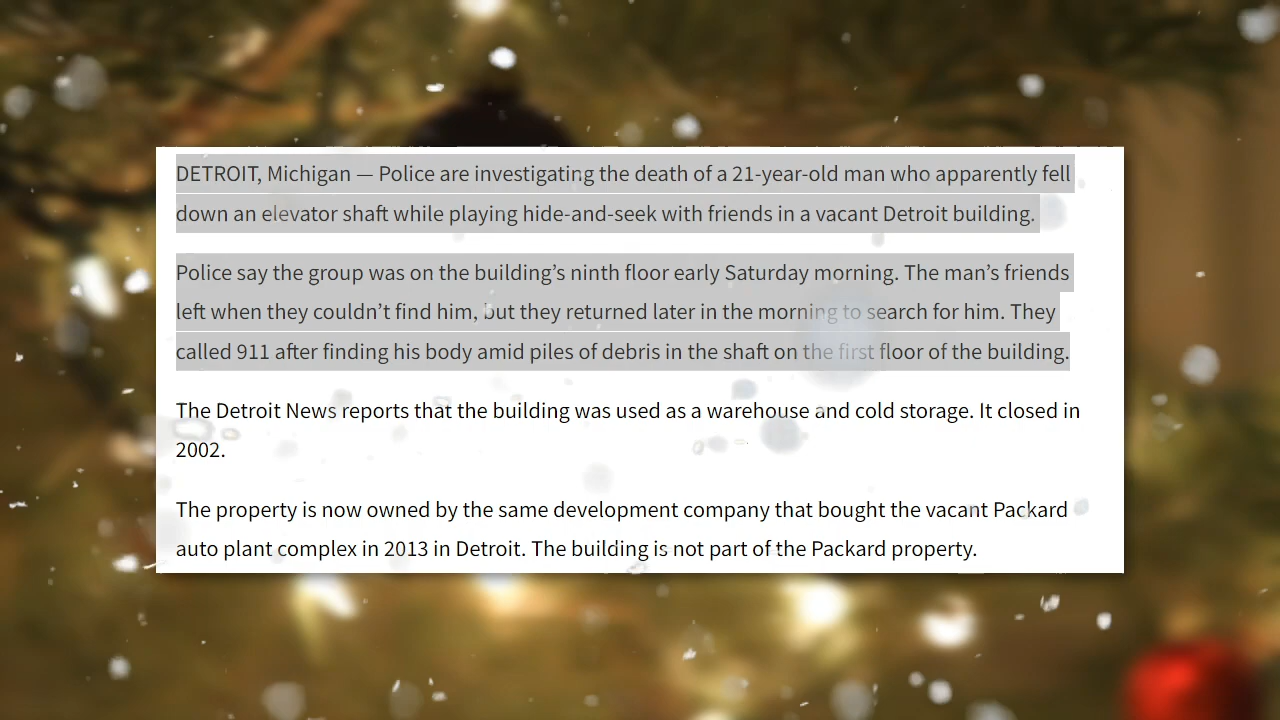 DETROIT, Michigan — Police are investigating the death of a 21-year-old man who apparently fell
down an elevator shaft while playing hide-and-seek with friends in a vacant Detroit building.
Police say the group was on the building’s ninth floor early Saturday morning. The man’s friends
left when they couldn’t find him, but they returned later in the morning to search for him. They
called 911 after finding his body amid piles of debris in the shaft on the first floor of the building.
The Detroit News reports that the building was used as a warehouse and cold storage. It closed in
2002.
The property is now owned by the same development company that bought the vacant Packard
auto plant complex in 2013 in Detroit. The building is not part of the Packard property.